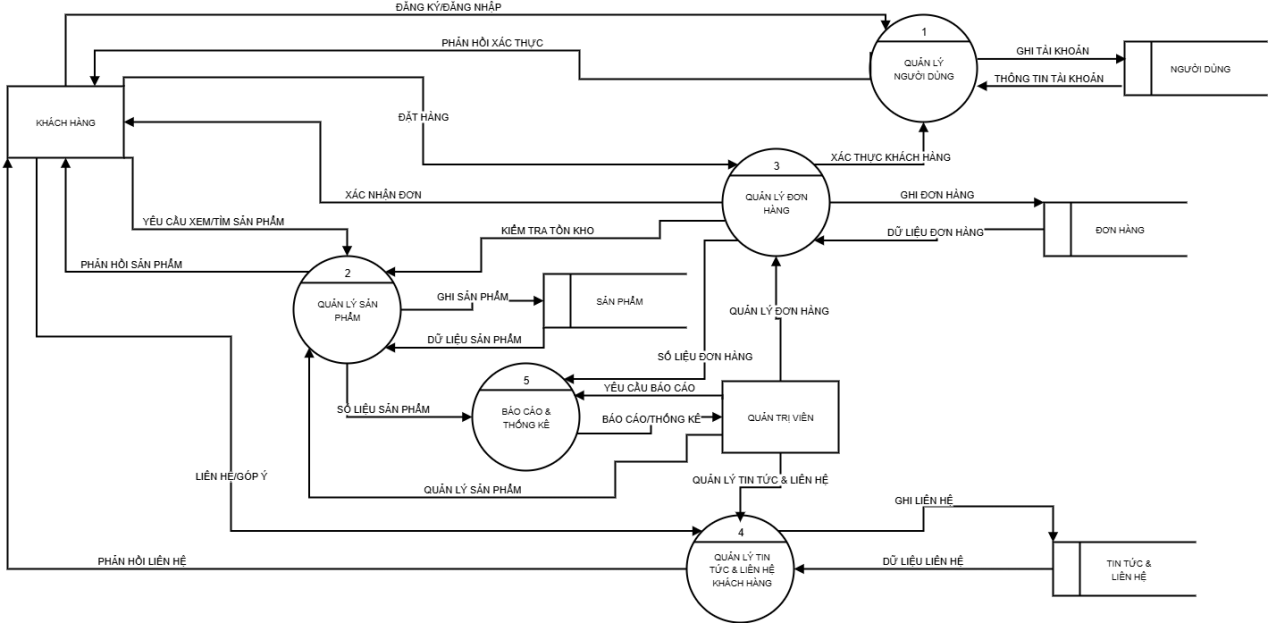 ĐĂNG KÝ/ĐĂNG NHẬP
1
PHẢN HỒI XÁC THỰC
GHI TÀI KHOẢN
QUẢN LÝ
NGƯỜI DÙNG
NGƯỜI DÙNG
THÔNG TIN TÀI KHOẢN
ĐẶT HÀNG
KHÁCH HÀNG
XÁC THỰC KHÁCH HÀNG
3
XÁC NHẬN ĐƠN
GHI ĐƠN HÀNG
QUẢN LÝ ĐƠN
HÀNG
YÊU CẦU XEM/TÌM SẢN PHẨM
KIỂM TRA TỒN KHO
DỮ LIỆU ĐƠN HÀNG
ĐƠN HÀNG
PHẢN HỒI SẢN PHẨM
2
GHI SẢN PHẨM
SẢN PHẨM
QUẢN LÝ SẢN
PHẨM
QUẢN LÝ ĐƠN HÀNG
DỮ LIỆU SẢN PHẨM
SỐ LIỆU ĐƠN HÀNG
5
YÊU CẦU BÁO CÁO
SỐ LIỆU SẢN PHẨM
BÁO CÁO &
THỐNG KÊ
BÁO CÁO/THỐNG KÊ
QUẢN TRỊ VIÊN
LIÊN HỆ/GÓP Ý
QUẢN LÝ SẢN PHẨM
QUẢN LÝ TIN TỨC & LIÊN HỆ
GHI LIÊN HỆ
4
PHẢN HỒI LIÊN HỆ
QUẢN LÝ TIN
TỨC & LIÊN HỆ
KHÁCH HÀNG
DỮ LIỆU LIÊN HỆ
TIN TỨC &
LIÊN HỆ